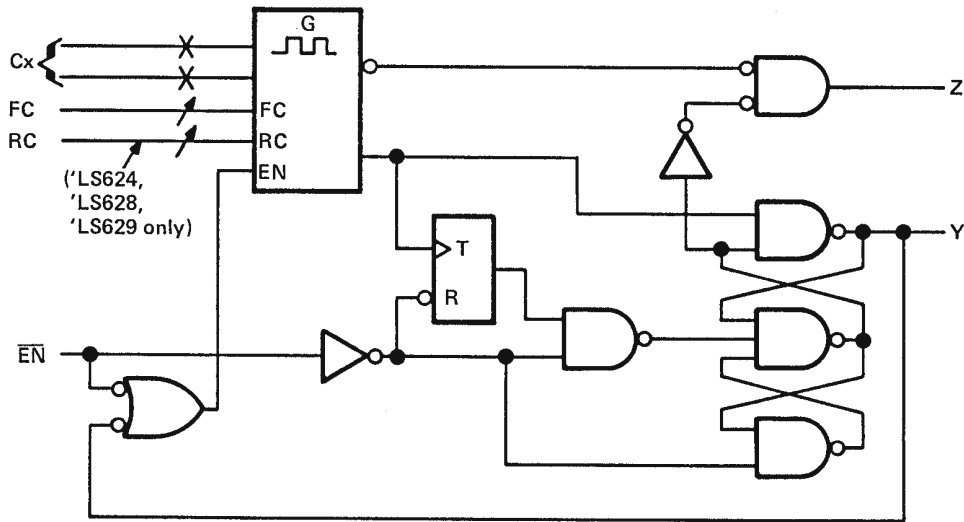 G
Cx
FC
FC
RC
RC
EN
('LS624,
'LS628,
'LS629 only)
T
R
EN
Z
Y